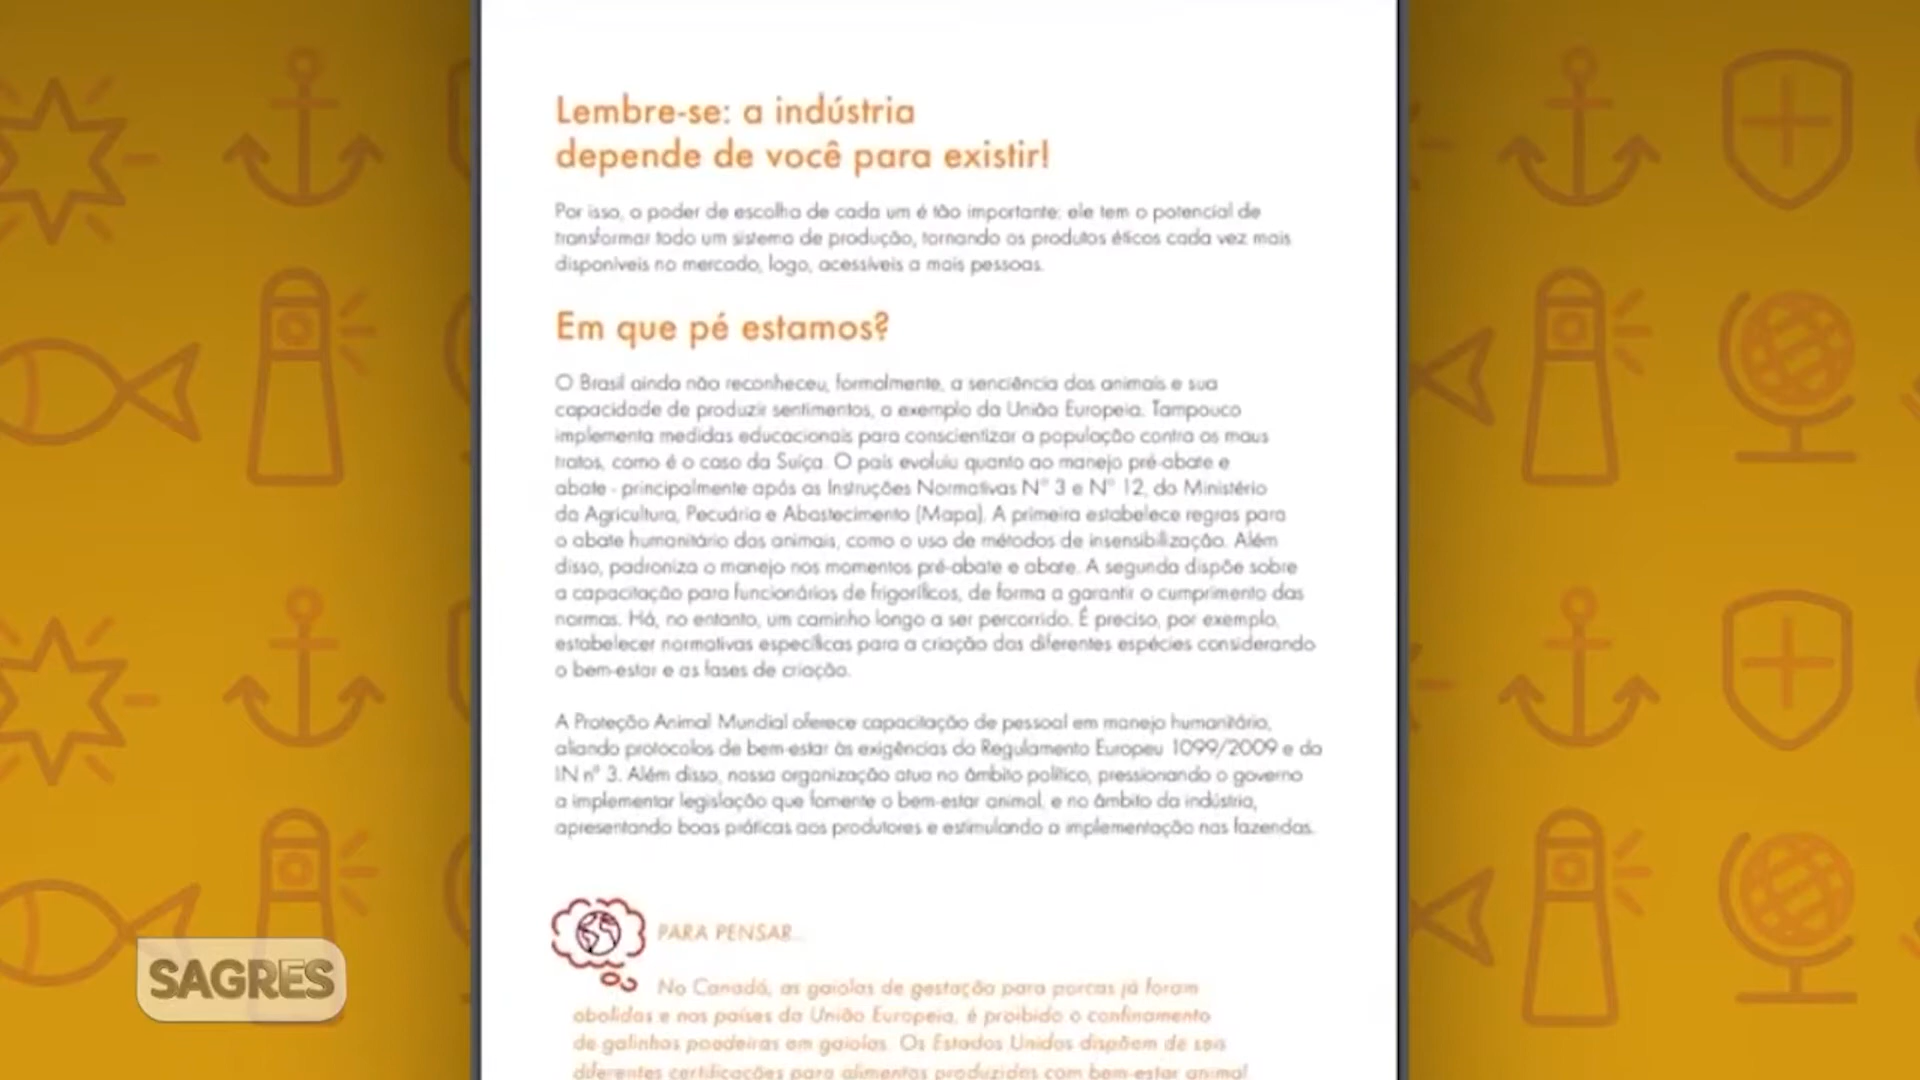 Lembre-se: a indústria
depende de você para existir!
Por isso, o poder de escolha de cada um é tão importante: ele tem o potencial de
transformar todo um sistema de produção, tornando os produtos éticos cada vez mais
disponíveis no mercado, logo, acessíveis a mais pessoas.
Em que pé estamos?
O Brasil ainda não reconheceu, formalmente, a senciência dos animais e sua
capacidade de produzir sentimentos, a exemplo da União Europeia. Tampouco
implementa medidas educacionais para conscientizar a população contra os maus
tratos, como é o caso da Suíça. O país evoluiu quanto ao manejo pré-abate e
abate - principalmente após as Instruções Normativas N° 3 e N° 12, do Ministério
da Agricultura, Pecuária e Abastecimento (Mapa). A primeira estabelece regras para
o abate humanitário dos animais, como o uso de métodos de insensibilização. Além
disso, padroniza o manejo nos momentos pré-abate e abate. A segunda dispõe sobre
a capacitação para funcionários de frigoríficos, de forma a garantir o cumprimento das
normas. Há, no entanto, um caminho longo a ser percorrido. É preciso, por exemplo,
estabelecer normativas específicas para a criação das diferentes espécies considerando
o bem-estar e as fases de criação.
A Proteção Animal Mundial oferece capacitação de pessoal em manejo humanitário,
aliando protocolos de bem-estar às exigências do Regulamento Europeu 1099/2009 e da
IN n° 3. Além disso, nossa organização atua no âmbito político, pressionando o governo
a implementar legislação que fomente o bem-estar animal, e no âmbito da indústria,
apresentando boas práticas aos produtores e estimulando a implementação nas fazendas.
PARA PENSAR...
No Canadá, as gaiolas de gestação para porcas já foram
abolidas e nos países da União Europeia, é proibido o confinamento
de galinhas poedeiras em gaiolas. Os Estados Unidos dispõem de seis
diferentes certificações para alimentos produzidos com bem-estar animal
SAGRES